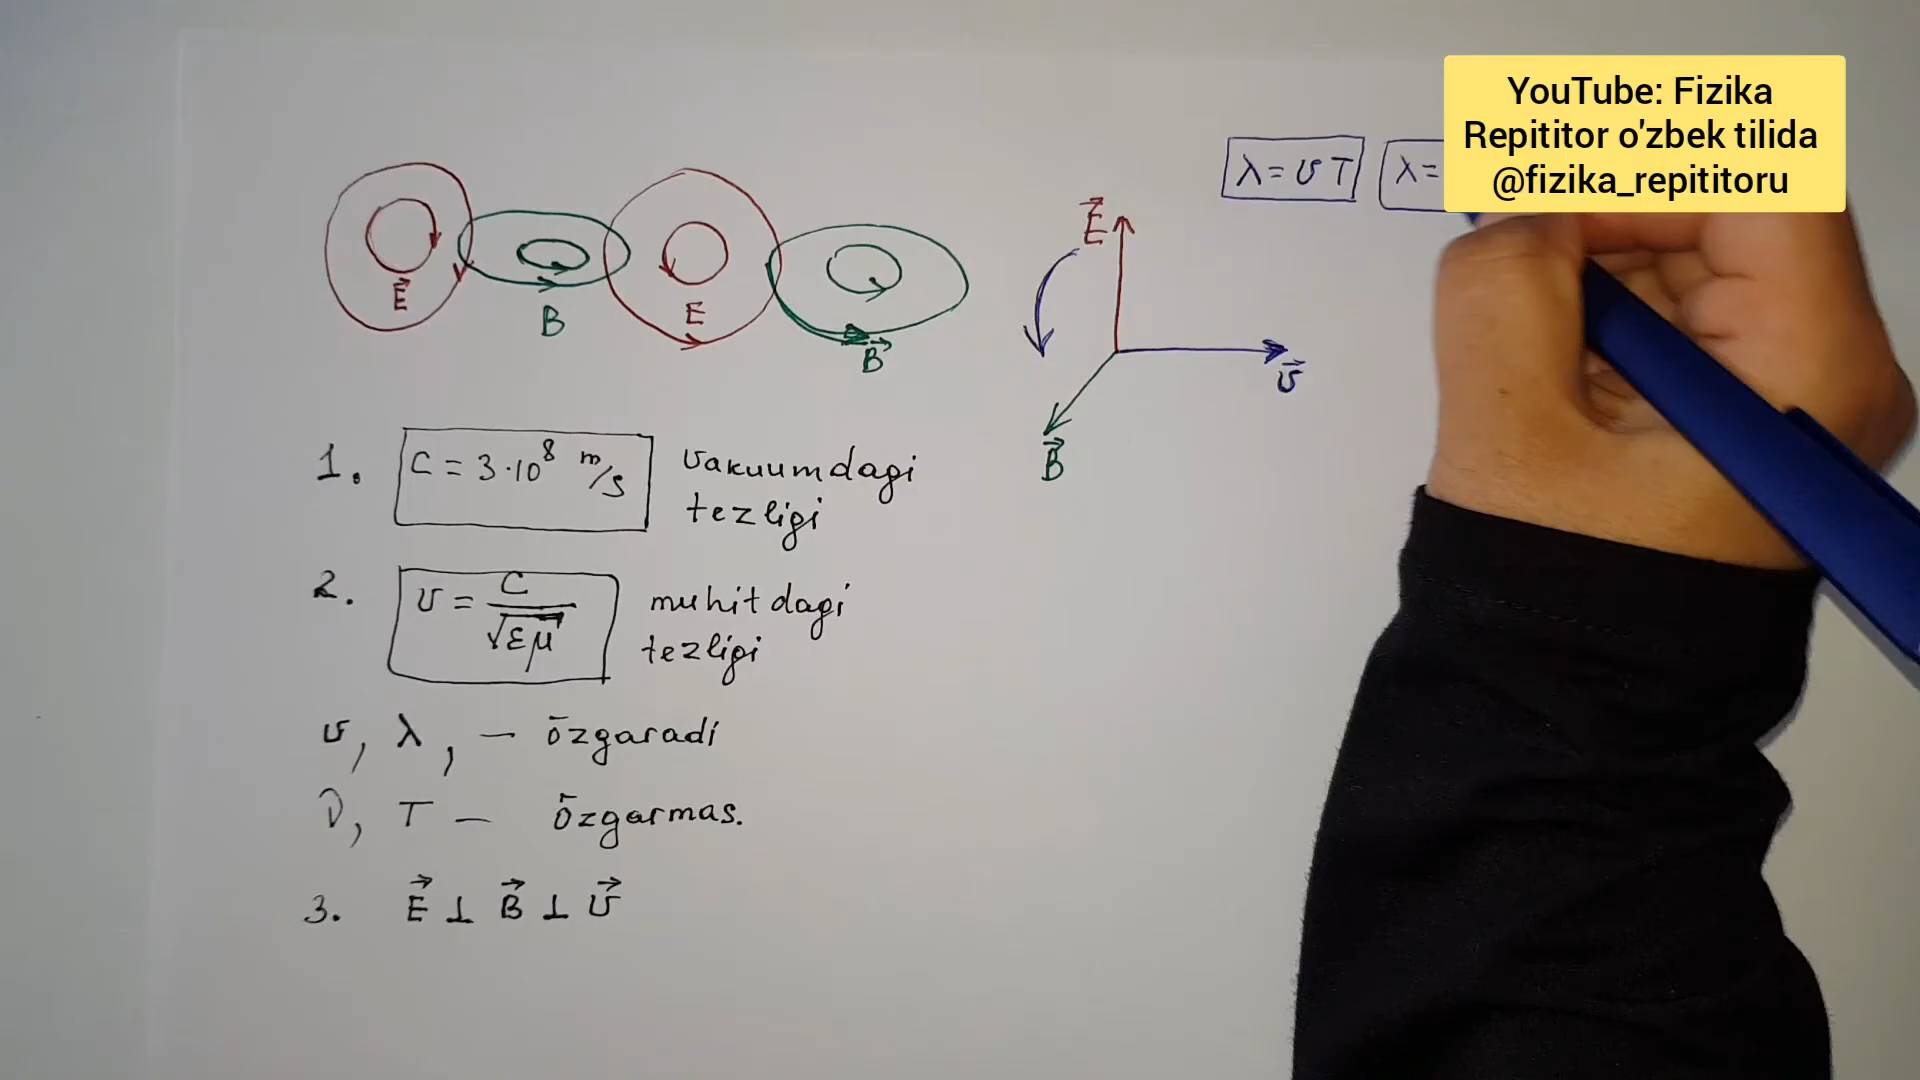 YouTube: Fizika
Repititor o'zbek tilida
@fizika_repititoru
λ = υT
λ =
E⃗
B
E
B⃗
E⃗
υ⃗
B⃗
1. C = 3·10⁸ m/s vakuumdagi
tezligi
2. υ = C/√εμ muhitdagi
tezligi
υ, λ, — ōzgaradi
ν, T — ōzgarmas.
3. E⃗ ⊥ B⃗ ⊥ υ⃗